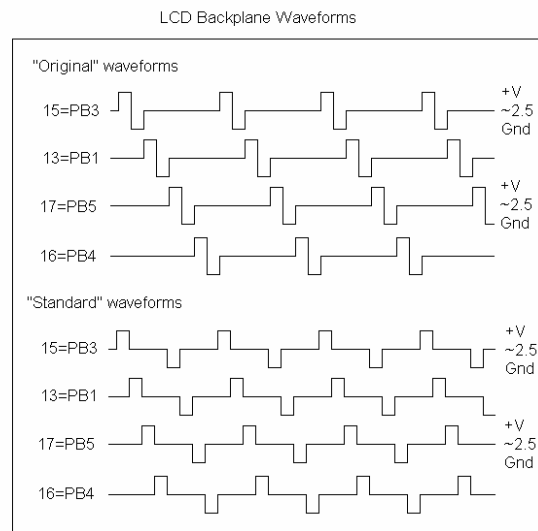 LCD Backplane Waveforms
"Original" waveforms
15=PB3
+V
~2.5
Gnd
13=PB1
17=PB5
+V
~2.5
Gnd
16=PB4
"Standard" waveforms
15=PB3
+V
~2.5
Gnd
13=PB1
17=PB5
+V
~2.5
Gnd
16=PB4